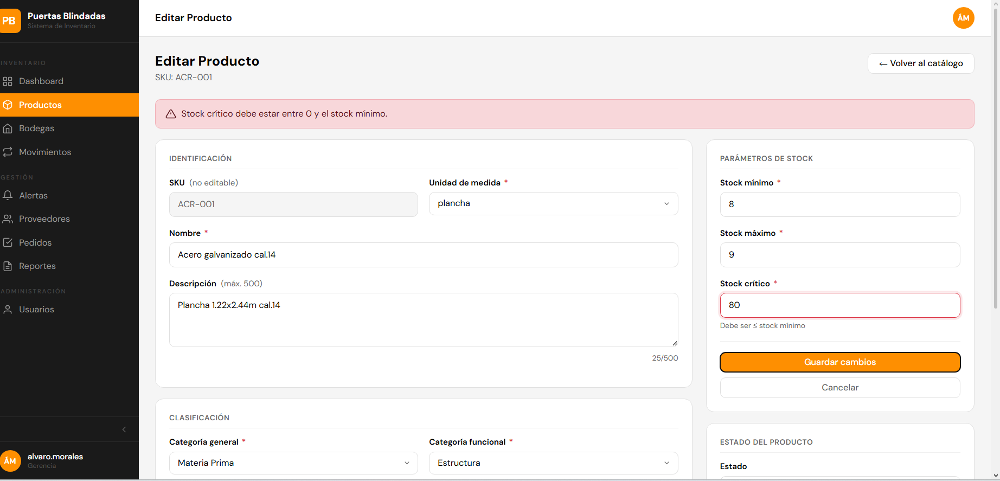 PB
Puertas Blindadas
Sistema de Inventario
INVENTARIO
Dashboard
Productos
Bodegas
Movimientos
GESTIÓN
Alertas
Proveedores
Pedidos
Reportes
ADMINISTRACIÓN
Usuarios
ÁM
alvaro.morales
Gerencia
Editar Producto
ÁM
Editar Producto
SKU: ACR-001
← Volver al catálogo
Stock crítico debe estar entre 0 y el stock mínimo.
IDENTIFICACIÓN
SKU (no editable)
ACR-001
Unidad de medida *
plancha
Nombre *
Acero galvanizado cal.14
Descripción (máx. 500)
Plancha 1.22x2.44m cal.14
25/500
CLASIFICACIÓN
Categoría general *
Materia Prima
Categoría funcional *
Estructura
PARÁMETROS DE STOCK
Stock mínimo *
8
Stock máximo *
9
Stock crítico *
80
Debe ser ≤ stock mínimo
Guardar cambios
Cancelar
ESTADO DEL PRODUCTO
Estado